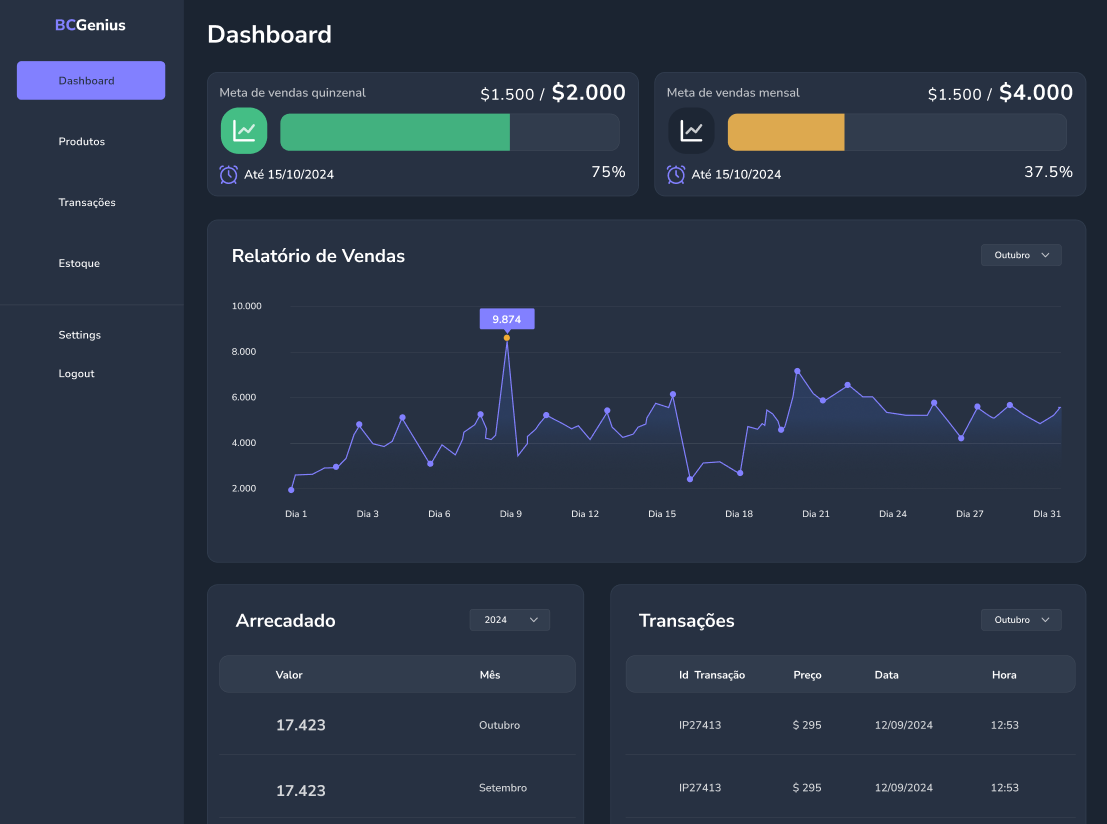 BCGenius
Dashboard
Produtos
Transações
Estoque
Settings
Logout
Dashboard
Meta de vendas quinzenal
$1.500 / $2.000
Até 15/10/2024
75%
Meta de vendas mensal
$1.500 / $4.000
Até 15/10/2024
37.5%
Relatório de Vendas
Outubro
10.000
8.000
6.000
4.000
2.000
9.874
Dia 1 Dia 3 Dia 6 Dia 9 Dia 12 Dia 15 Dia 18 Dia 21 Dia 24 Dia 27 DIa 31
Arrecadado
2024
Valor Mês
17.423 Outubro
17.423 Setembro
Transações
Outubro
Id Transação Preço Data Hora
IP27413 $ 295 12/09/2024 12:53
IP27413 $ 295 12/09/2024 12:53